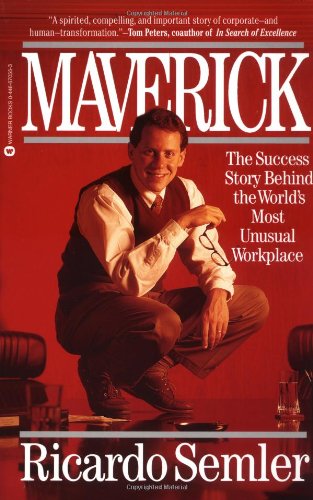 "A spirited, compelling, and important story of corporate—and
human—transformation."—Tom Peters, coauthor of In Search of Excellence
MAVERICK
The Success
Story Behind
the World's
Most
Unusual
Workplace
Ricardo Semler